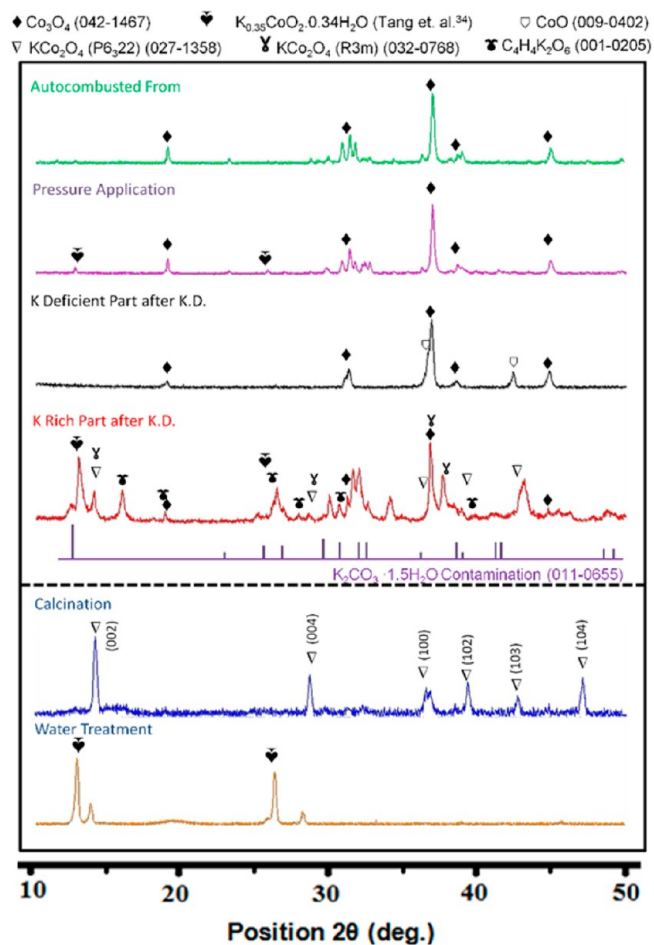 Co3O4 (042-1467) K0.35CoO2.0.34H2O (Tang et. al.34) CoO (009-0402)
KCo2O4 (P6322) (027-1358) KCo2O4 (R3m) (032-0768) C4H4K2O6 (001-0205)
Autocombusted From
Pressure Application
K Deficient Part after K.D.
K Rich Part after K.D.
K2CO3 ·1.5H2O Contamination (011-0655)
Calcination
(002)
(004)
(100)
(102)
(103)
(104)
Water Treatment
10 20 30 40 50
Position 2θ (deg.)